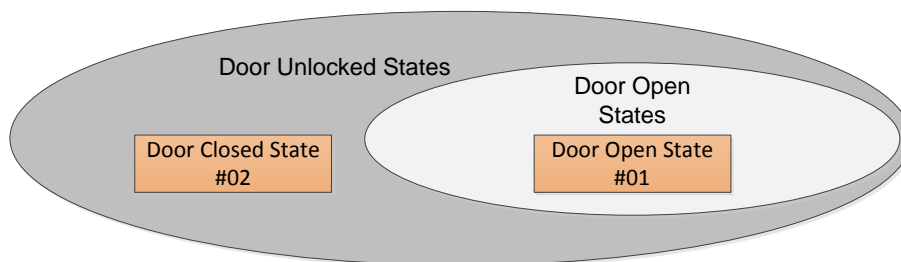 Door Unlocked States
Door Open
States
Door Closed State
#02
Door Open State
#01